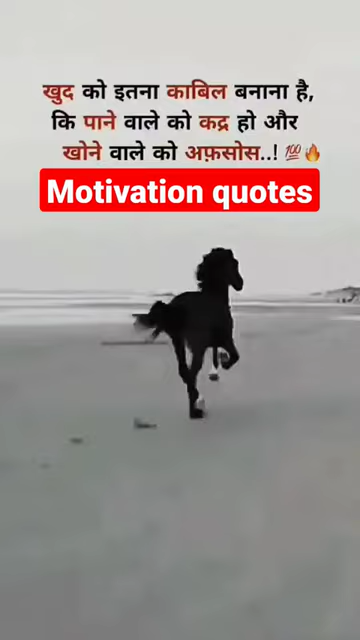 खुद को इतना काबिल बनाना है,
कि पाने वाले को कद्र हो और
खोने वाले को अफ़सोस..! 💯🔥
Motivation quotes